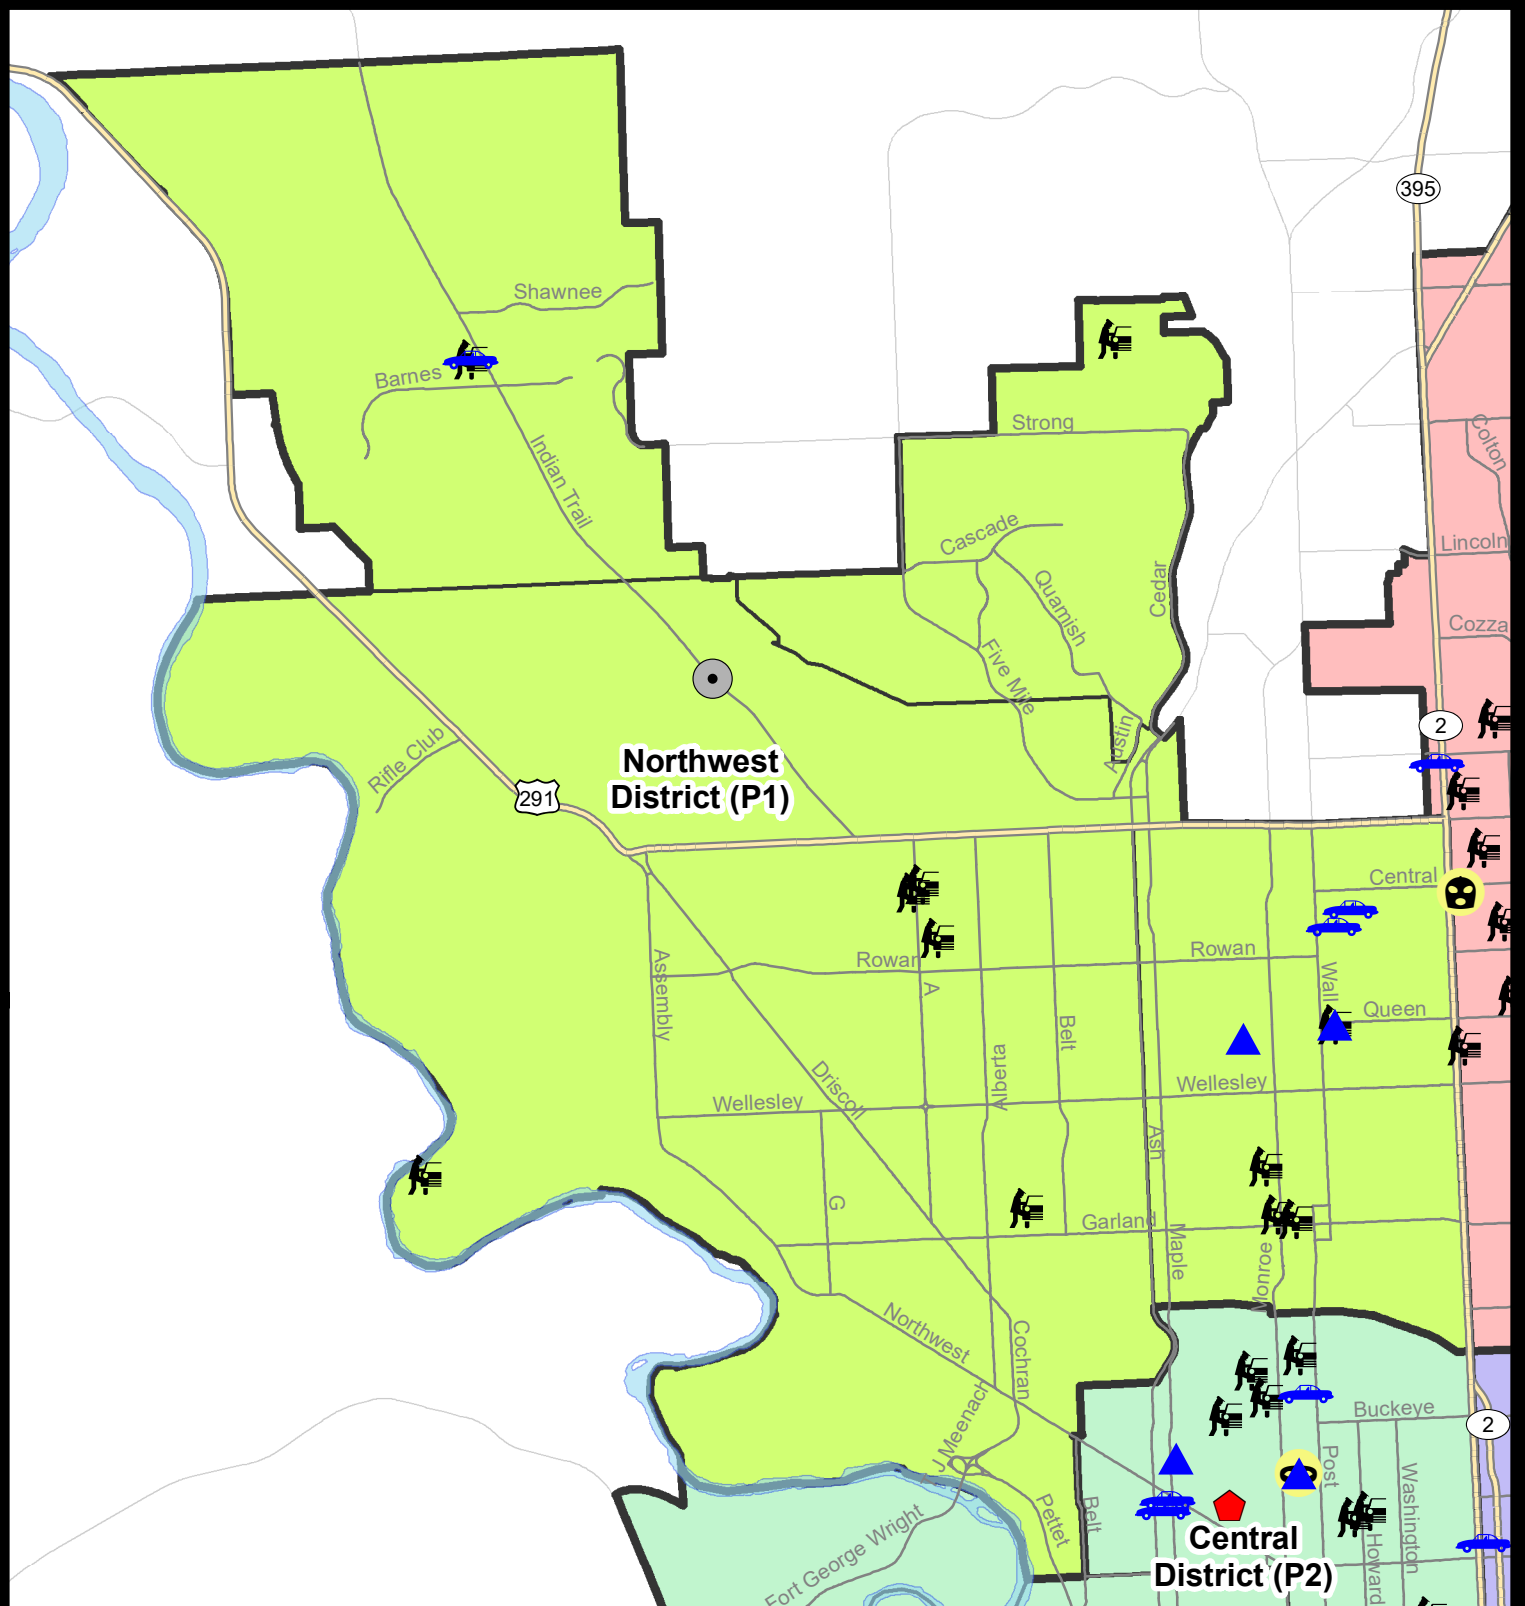 395
Shawnee
Barnes
Indian Trail
Strong
Colton
Cascade
Lincoln
Quamish
Cedar
Cozza
Five Mile
2
Austin
Rifle Club
Northwest
District (P1)
291
Central
Rowan
Rowan
Assembly
A
Wall
Queen
Belt
Alberta
Driscoll
Wellesley
Wellesley
Ash
G
Garland
Maple
Monroe
Northwest
Cochran
T J Meenach
Buckeye
2
Post
Washington
Pettet
Belt
Fort George Wright
Howard
Central
District (P2)